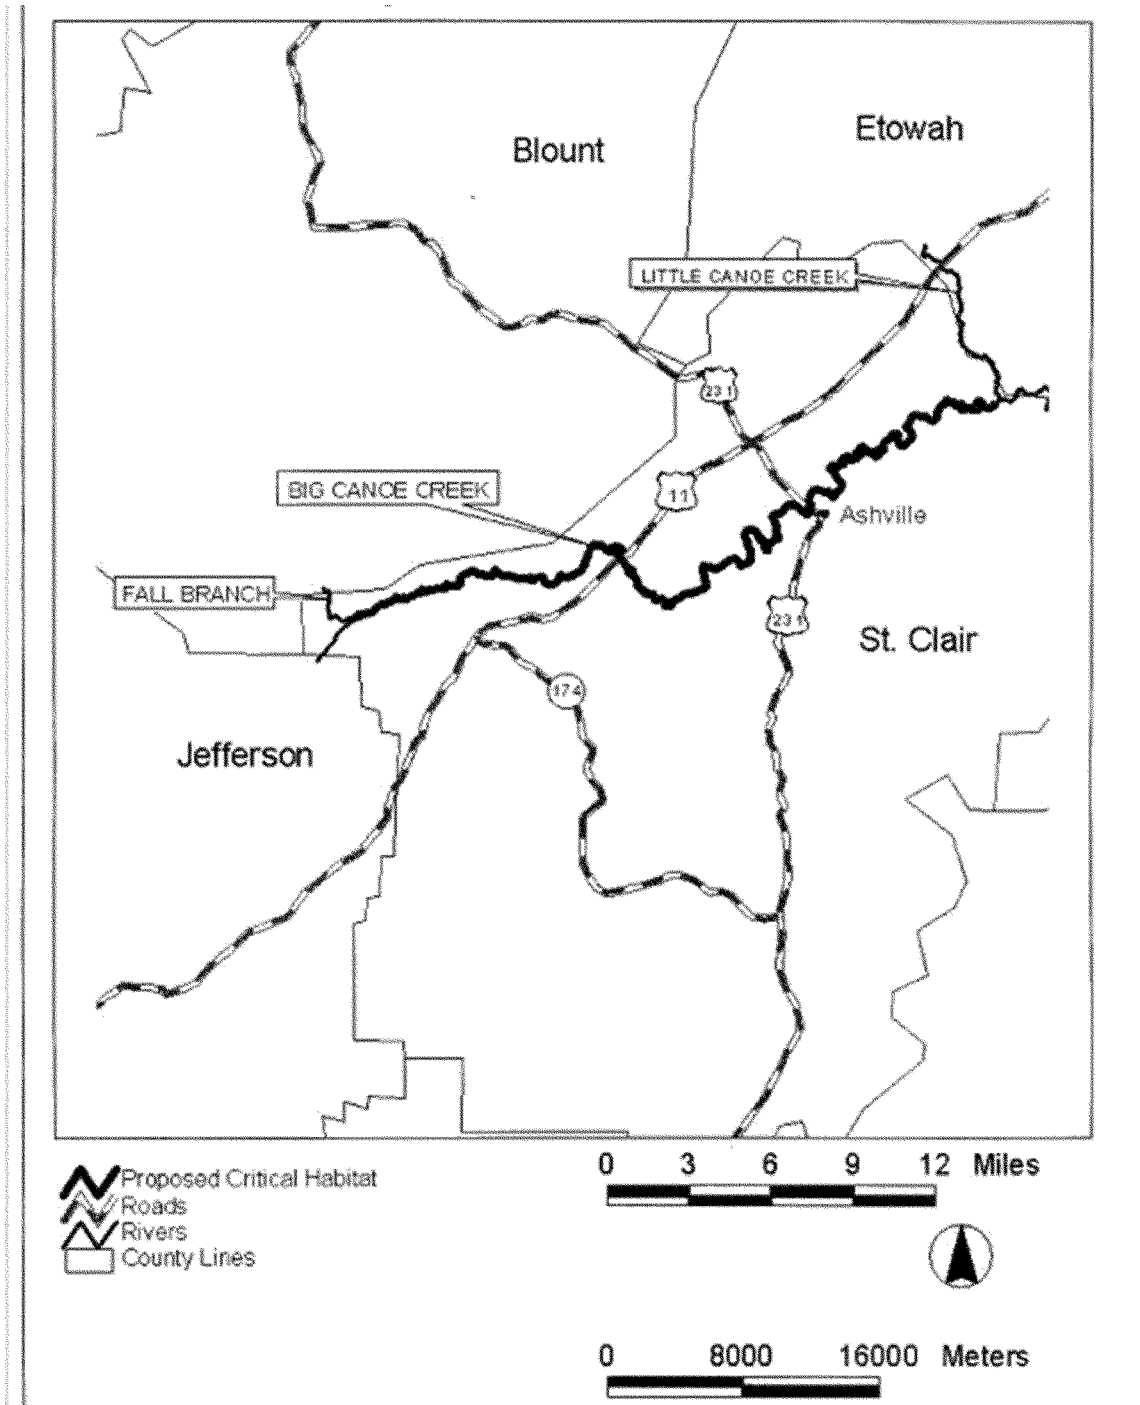 Etowah
Blount
LITTLE CANOE CREEK
231
BIG CANOE CREEK
11
Ashville
FALL BRANCH
231
St. Clair
174
Jefferson
Proposed Critical Habitat
Roads
Rivers
County Lines
0 3 6 9 12 Miles
0 8000 16000 Meters